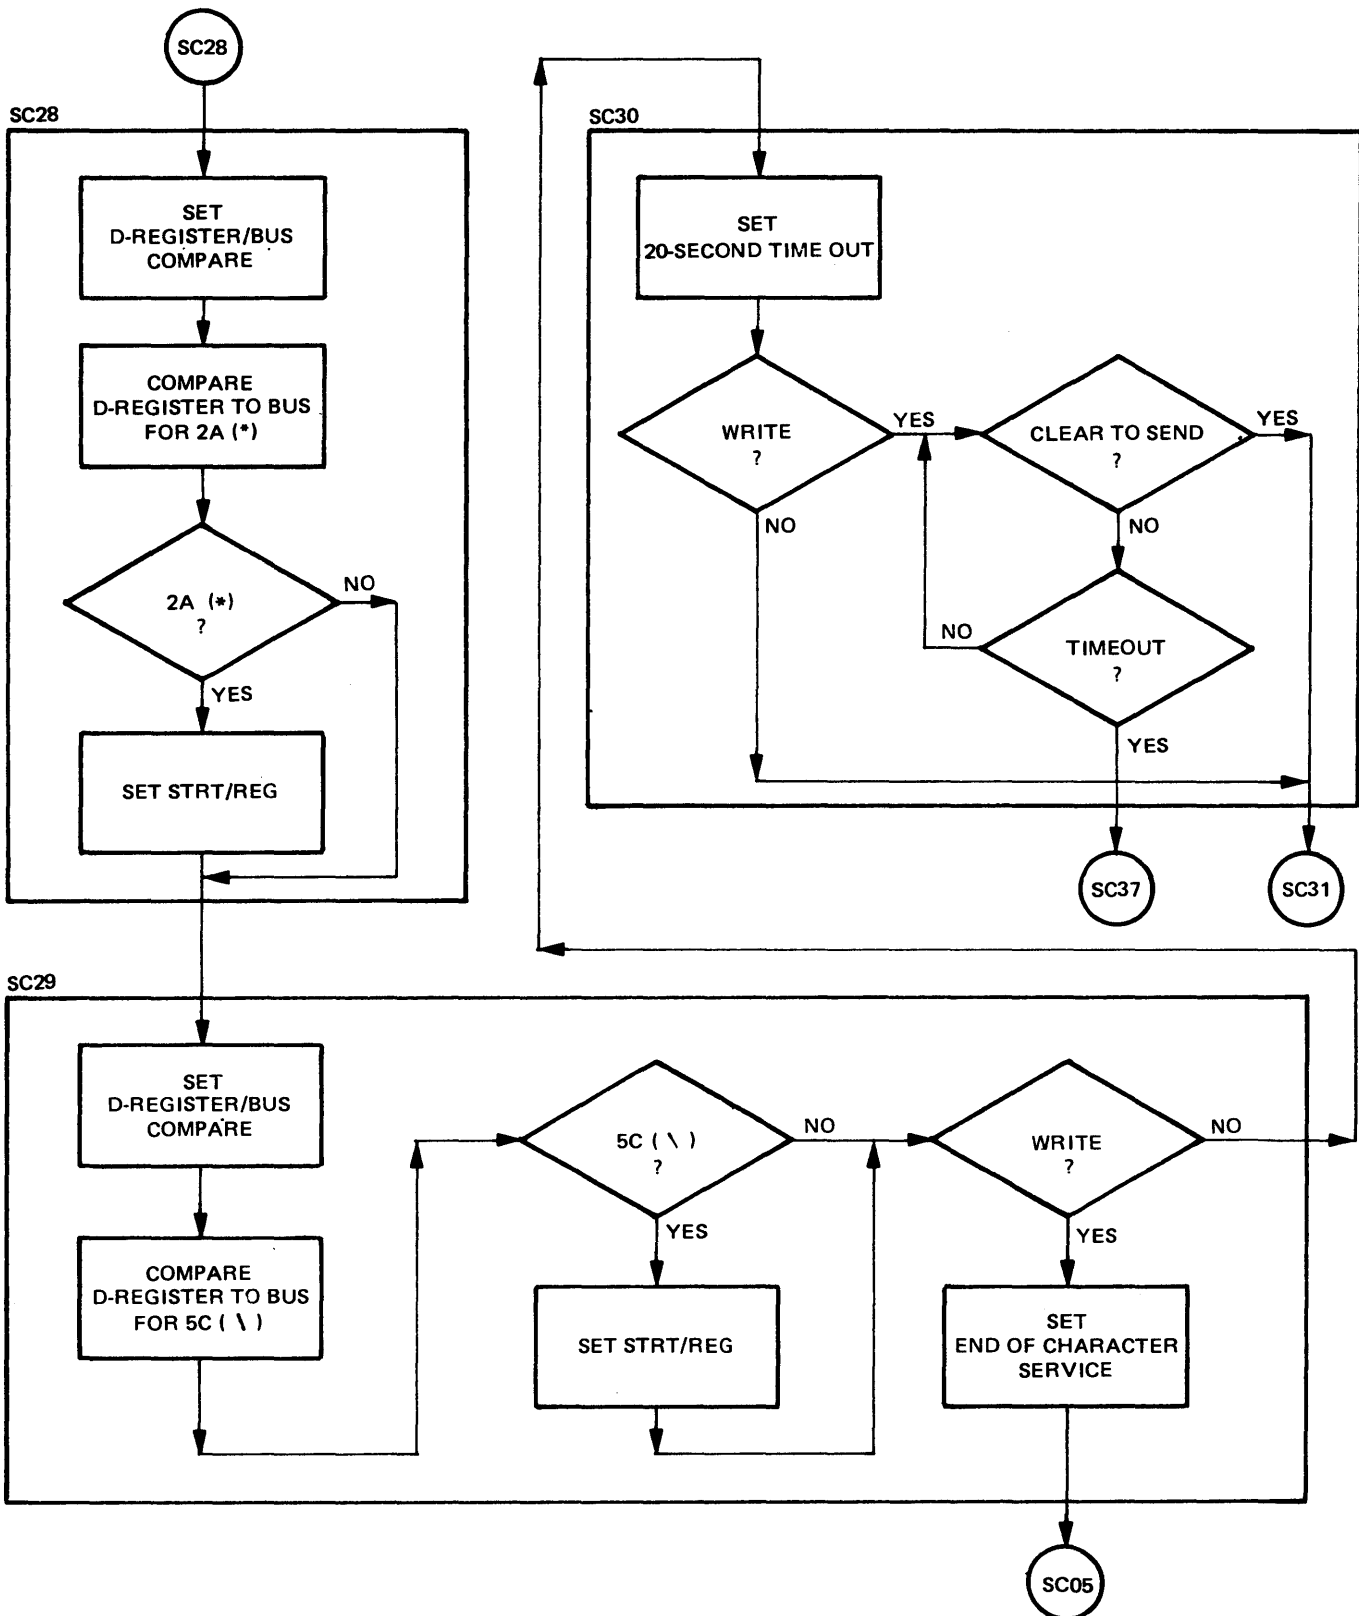 SC28
SC28
SET
D-REGISTER/BUS
COMPARE
COMPARE
D-REGISTER TO BUS
FOR 2A (*)
2A (*)
?
NO
YES
SET STRT/REG
SC30
SET
20-SECOND TIME OUT
WRITE
?
YES
NO
CLEAR TO SEND
?
YES
NO
TIMEOUT
?
NO
YES
SC37
SC31
SC29
SET
D-REGISTER/BUS
COMPARE
COMPARE
D-REGISTER TO BUS
FOR 5C ( \ )
5C ( \ )
?
NO
YES
SET STRT/REG
WRITE
?
NO
YES
SET
END OF CHARACTER
SERVICE
SC05